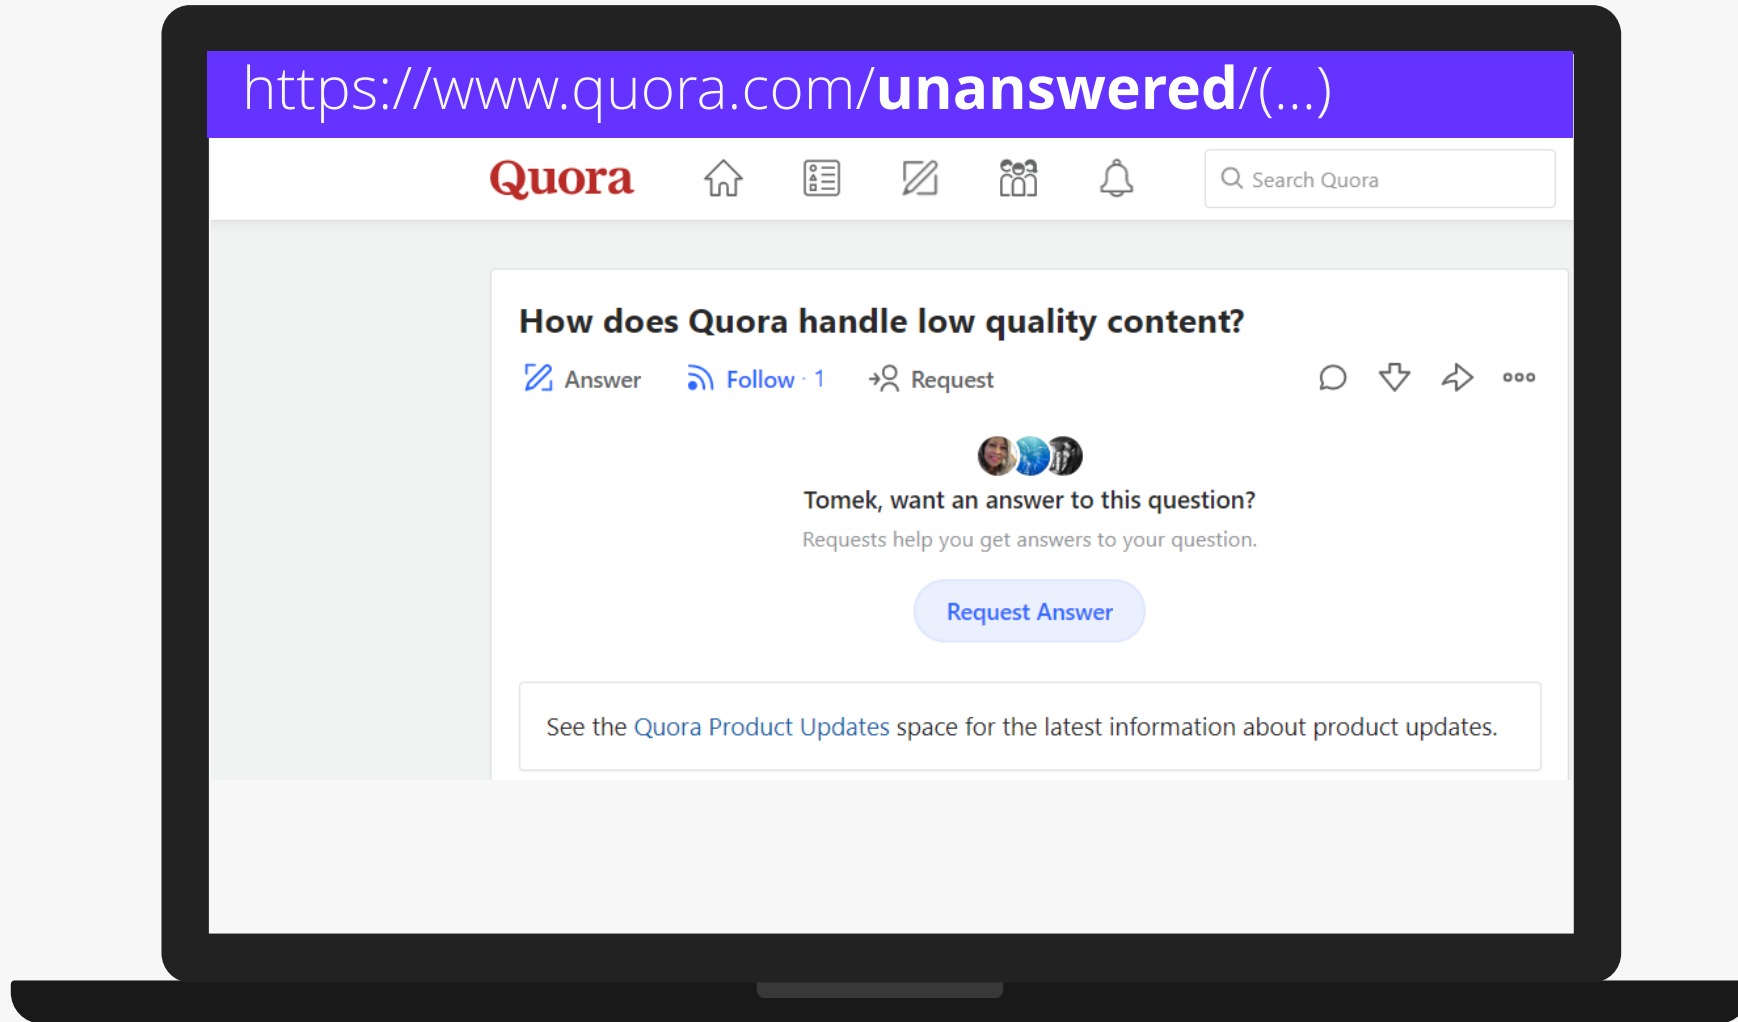 https://www.quora.com/unanswered/(...)
Quora
Search Quora
How does Quora handle low quality content?
Answer Follow · 1 Request
Tomek, want an answer to this question?
Requests help you get answers to your question.
Request Answer
See the Quora Product Updates space for the latest information about product updates.